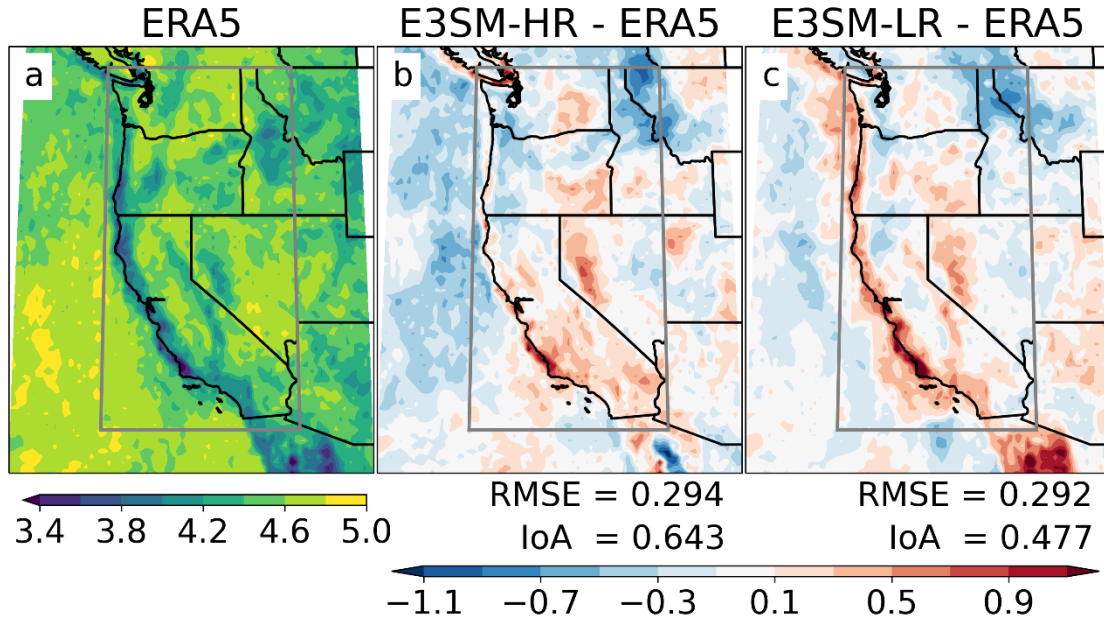 ERA5
E3SM-HR - ERA5
E3SM-LR - ERA5
a
b
c
RMSE = 0.294
RMSE = 0.292
3.4 3.8 4.2 4.6 5.0
IoA = 0.643
IoA = 0.477
−1.1 −0.7 −0.3 0.1 0.5 0.9